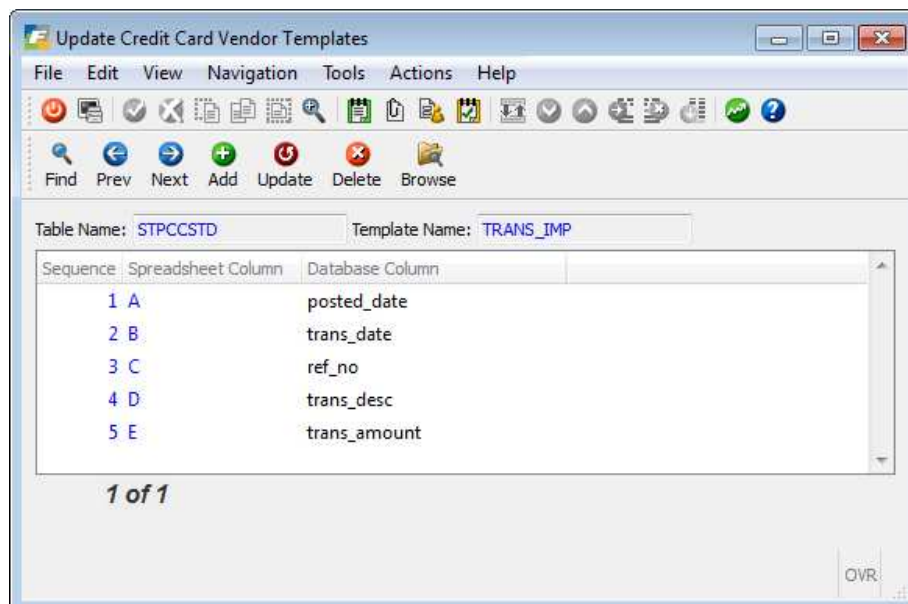 Update Credit Card Vendor Templates
File Edit View Navigation Tools Actions Help
Find Prev Next Add Update Delete Browse
Table Name: STPCCSTD Template Name: TRANS_IMP
Sequence Spreadsheet Column Database Column
1 A posted_date
2 B trans_date
3 C ref_no
4 D trans_desc
5 E trans_amount
1 of 1
OVR